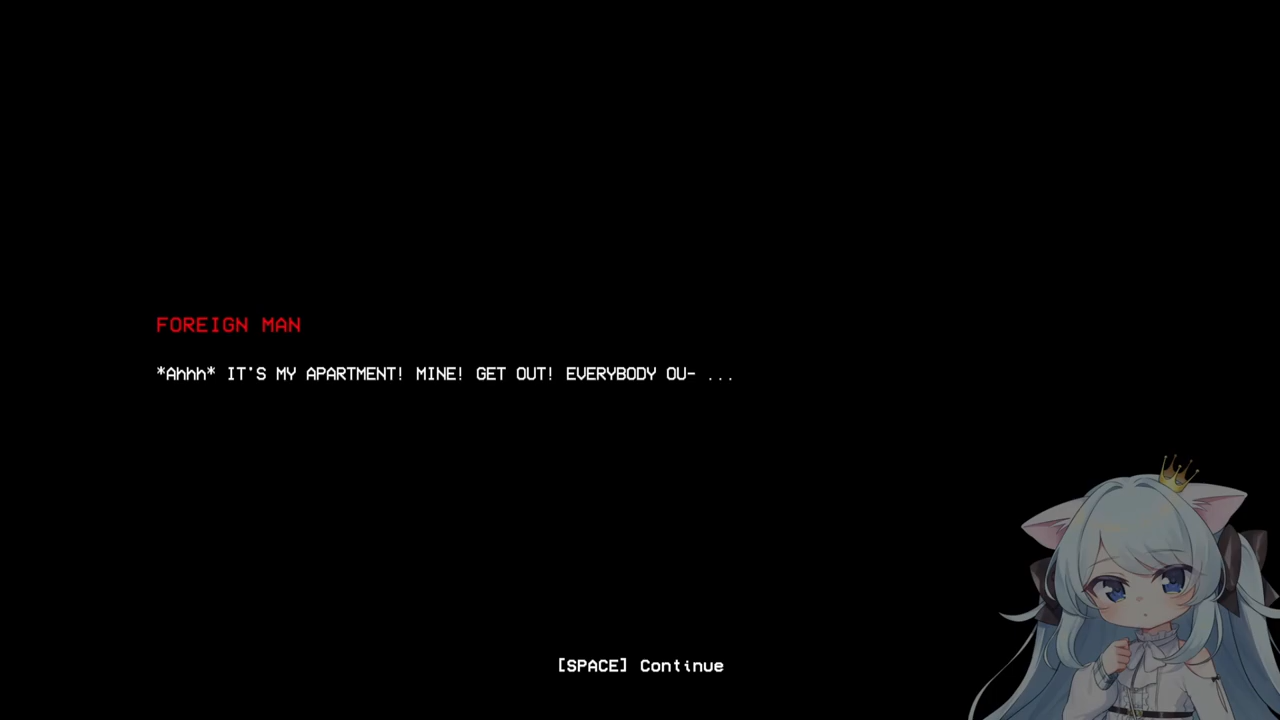 FOREIGN MAN
*Ahhh* IT'S MY APARTMENT! MINE! GET OUT! EVERYBODY OU- ...
[SPACE] Continue